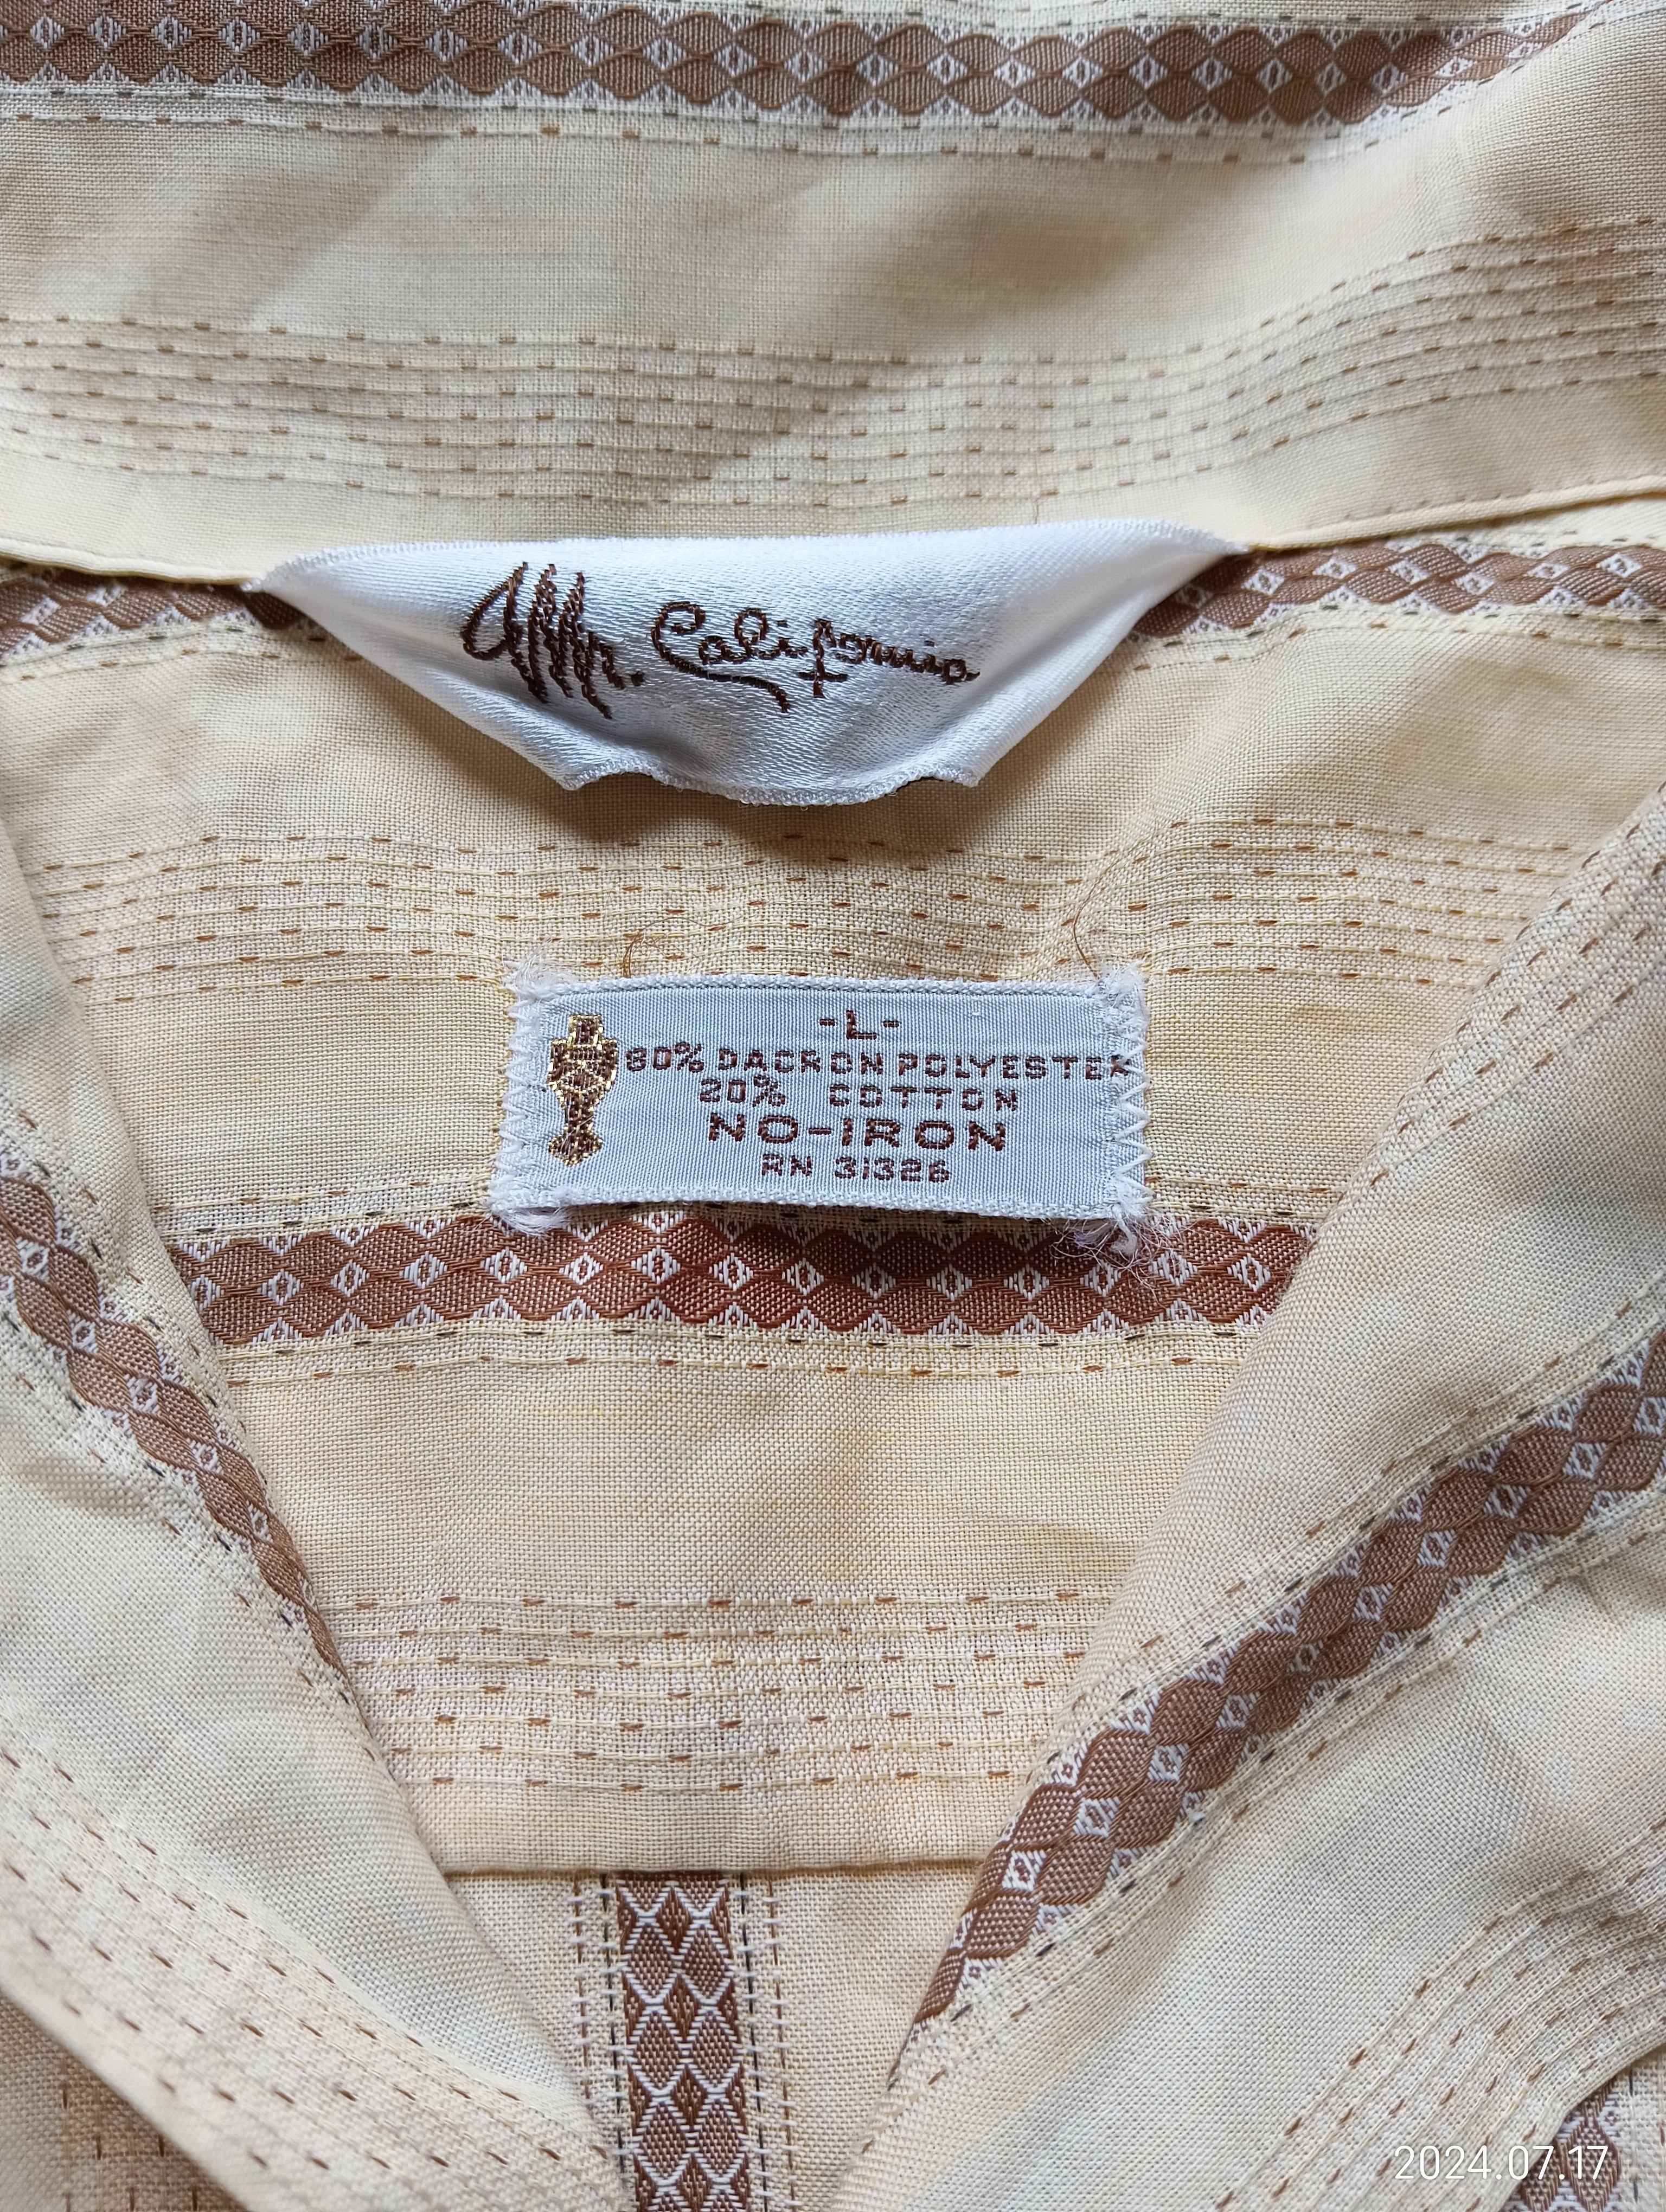 Mr. California
-L-
80% DACRON POLYESTER
20% COTTON
NO-IRON
RN 31326
2024.07.17